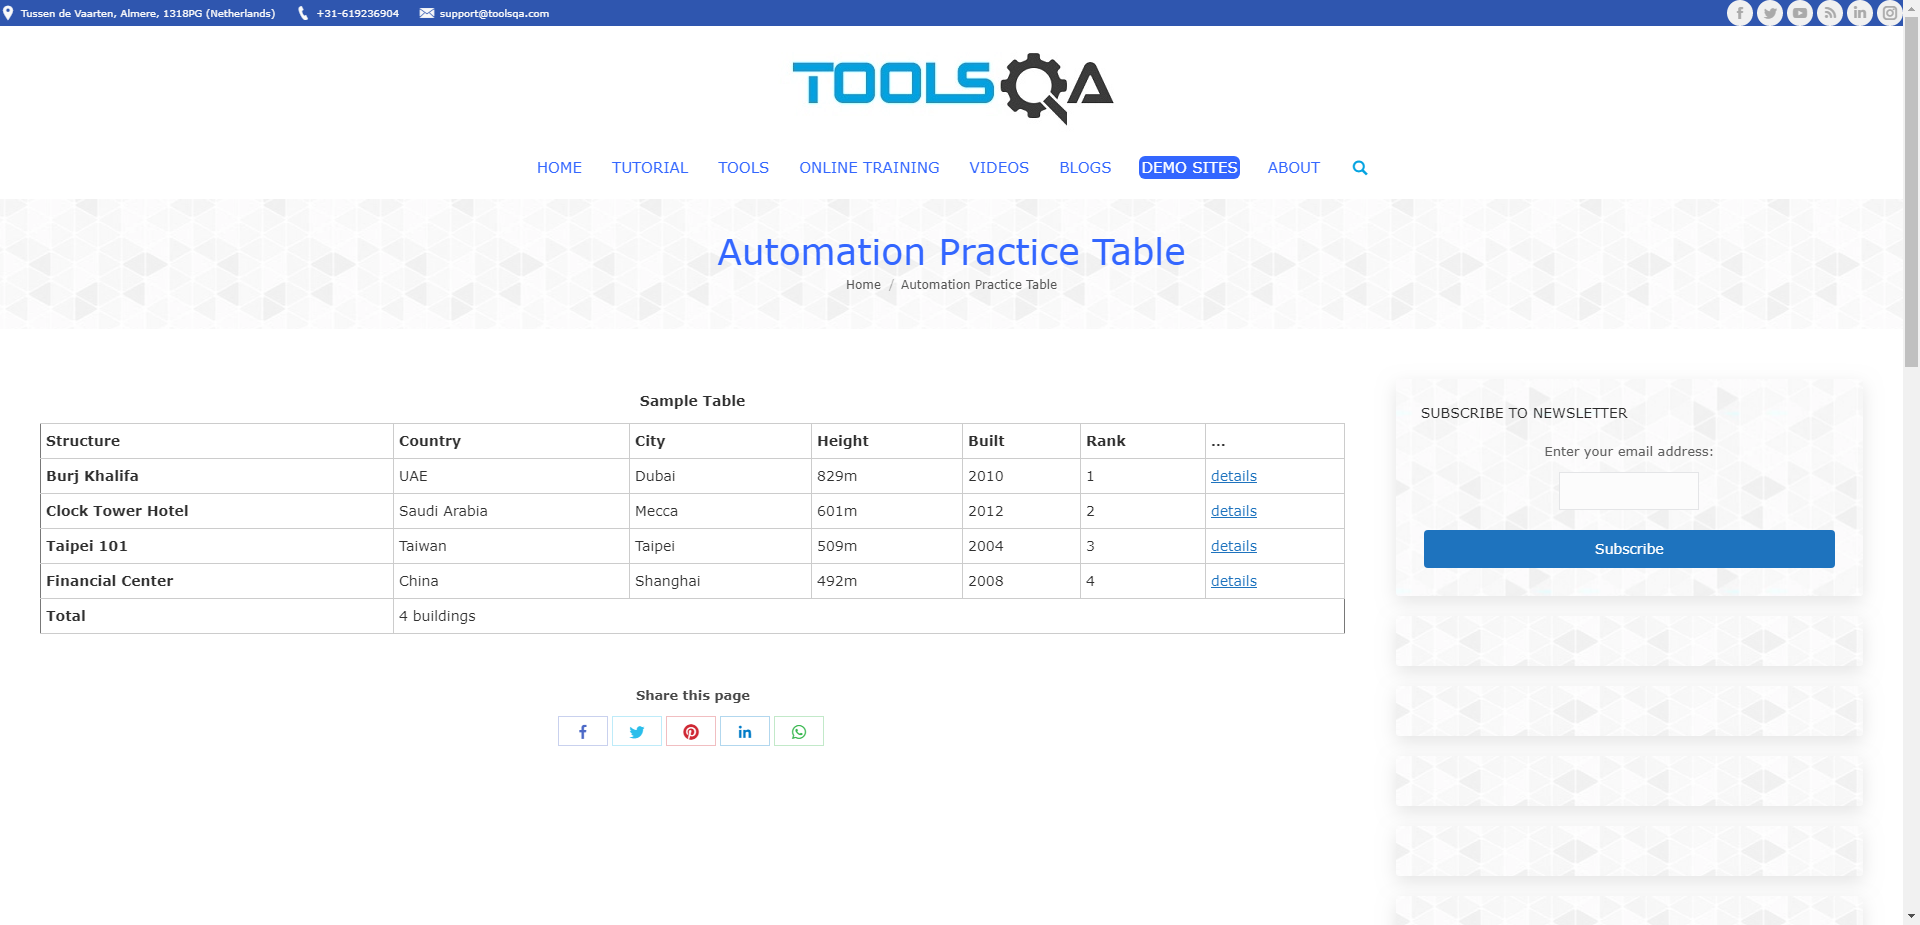 Tussen de Vaarten, Almere, 1318PG (Netherlands) +31-619236904 support@toolsqa.com
TOOLSQA
HOME TUTORIAL TOOLS ONLINE TRAINING VIDEOS BLOGS DEMO SITES ABOUT
Automation Practice Table
Home / Automation Practice Table
Sample Table
Structure Country City Height Built Rank ...
Burj Khalifa UAE Dubai 829m 2010 1 details
Clock Tower Hotel Saudi Arabia Mecca 601m 2012 2 details
Taipei 101 Taiwan Taipei 509m 2004 3 details
Financial Center China Shanghai 492m 2008 4 details
Total 4 buildings
Share this page
SUBSCRIBE TO NEWSLETTER
Enter your email address:
Subscribe